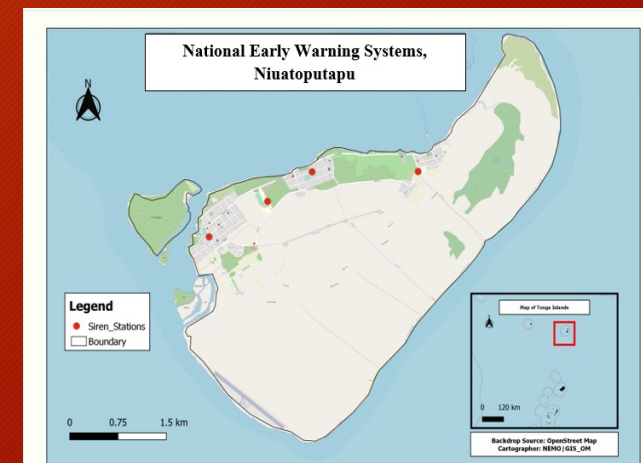 National Early Warning Systems,
Niuatoputapu
N
Legend
Siren_Stations
Boundary
0 0.75 1.5 km
Map of Tonga Islands
0 120 km
Backdrop Source: OpenStreet Map
Cartographer: NEMO|GIS_OM